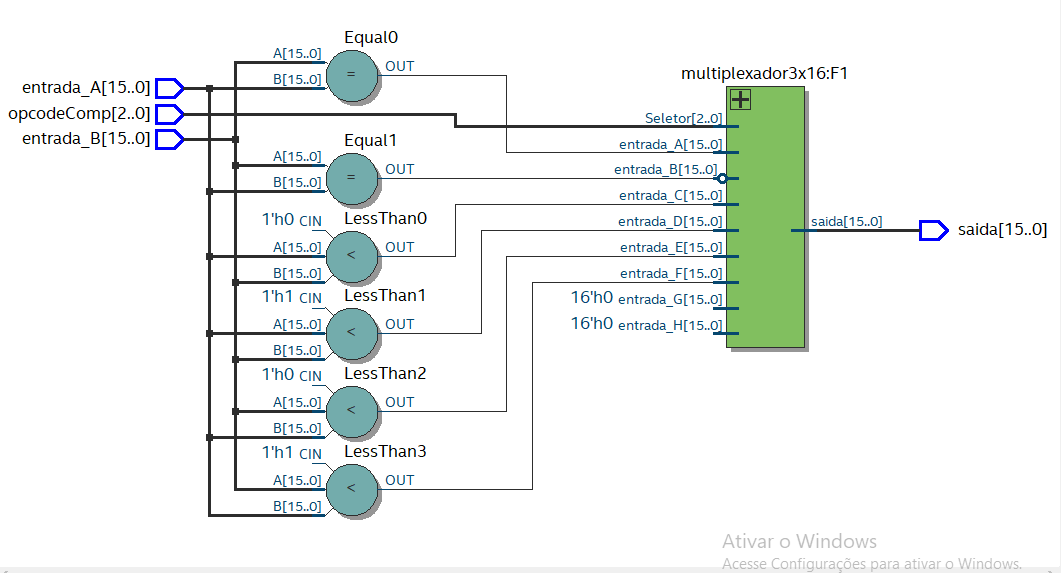 entrada_A[15..0]
opcodeComp[2..0]
entrada_B[15..0]
Equal0
A[15..0]
B[15..0]
=
OUT
Equal1
A[15..0]
B[15..0]
=
OUT
LessThan0
1'h0 CIN
A[15..0]
B[15..0]
<
OUT
LessThan1
1'h1 CIN
A[15..0]
B[15..0]
<
OUT
LessThan2
1'h0 CIN
A[15..0]
B[15..0]
<
OUT
LessThan3
1'h1 CIN
A[15..0]
B[15..0]
<
OUT
multiplexador3x16:F1
Seletor[2..0]
entrada_A[15..0]
entrada_B[15..0]
entrada_C[15..0]
entrada_D[15..0]
entrada_E[15..0]
entrada_F[15..0]
16'h0 entrada_G[15..0]
16'h0 entrada_H[15..0]
saida[15..0]
saida[15..0]
Ativar o Windows
Acesse Configurações para ativar o Windows.